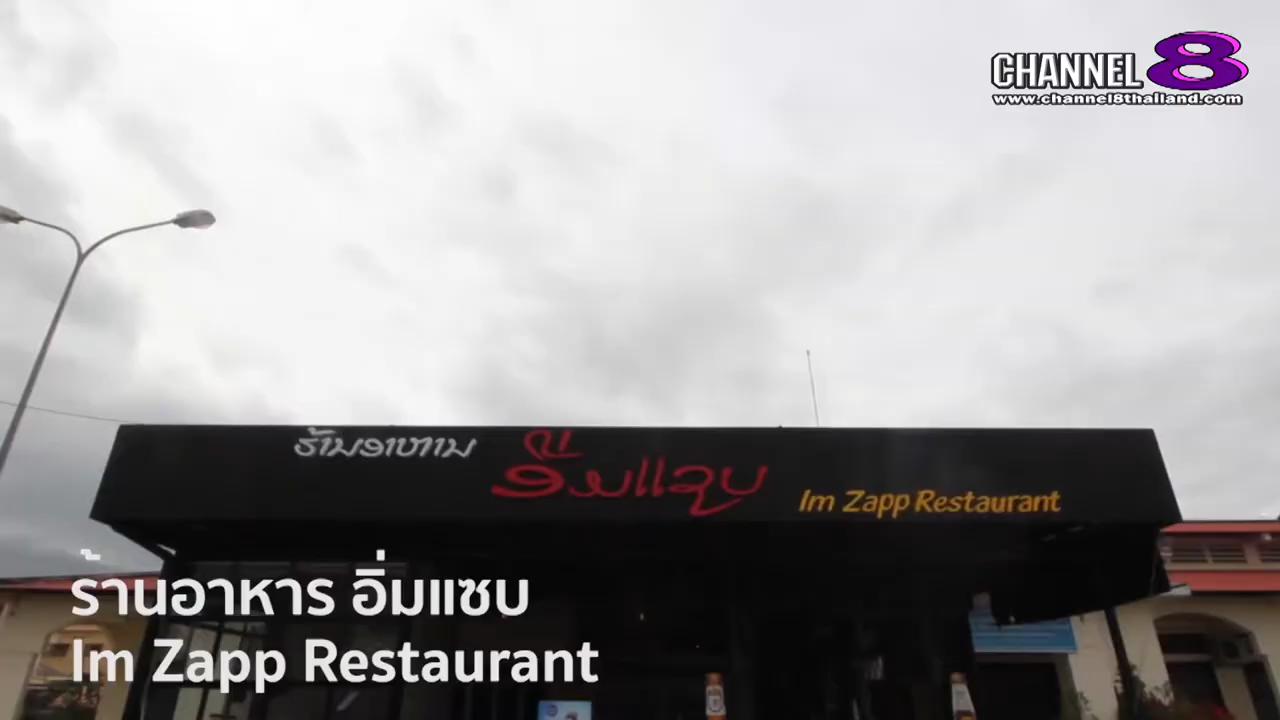 CHANNEL 8
www.channel8thailand.com
ຮ້ານອາຫານ
ອີ່ມແຊບ
Im Zapp Restaurant
ร้านอาหาร อิ่มแซบ
Im Zapp Restaurant